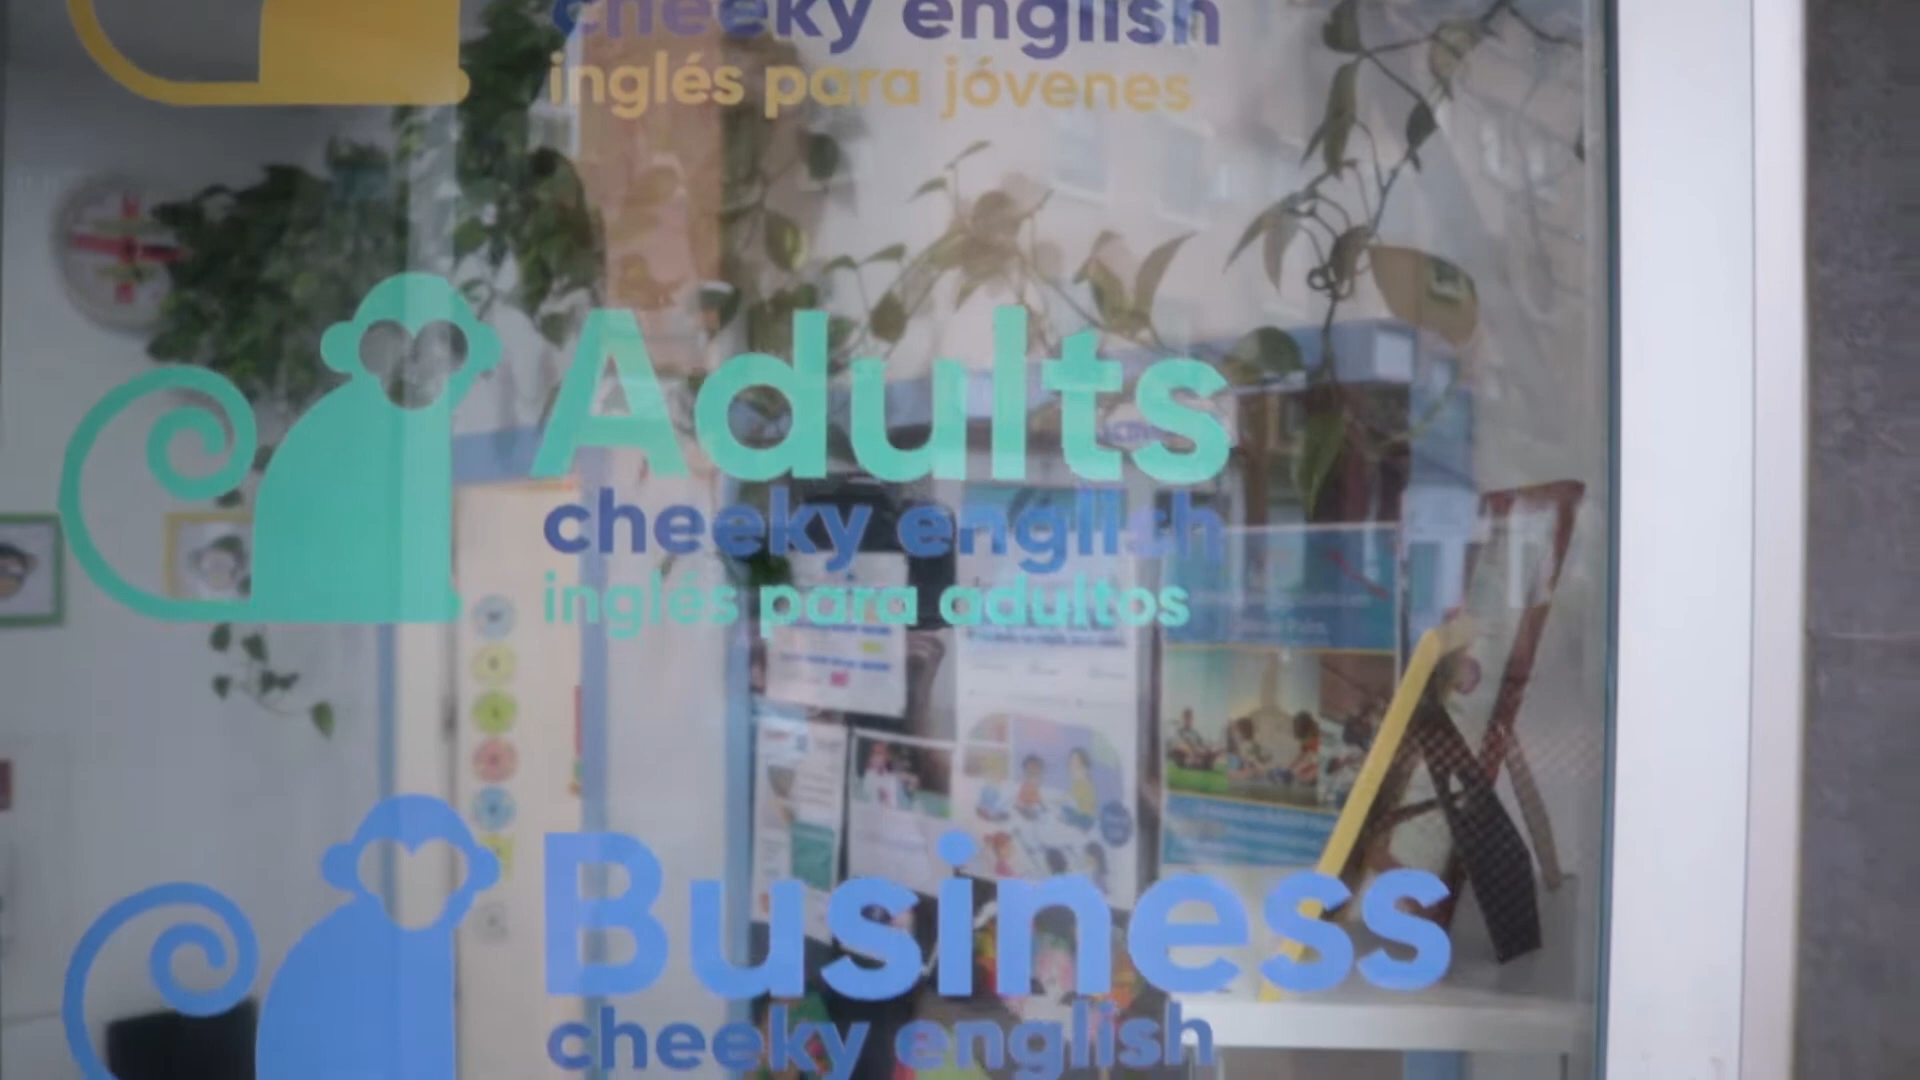 cheeky english
inglés para jóvenes
Adults
cheeky english
inglés para adultos
Business
cheeky english